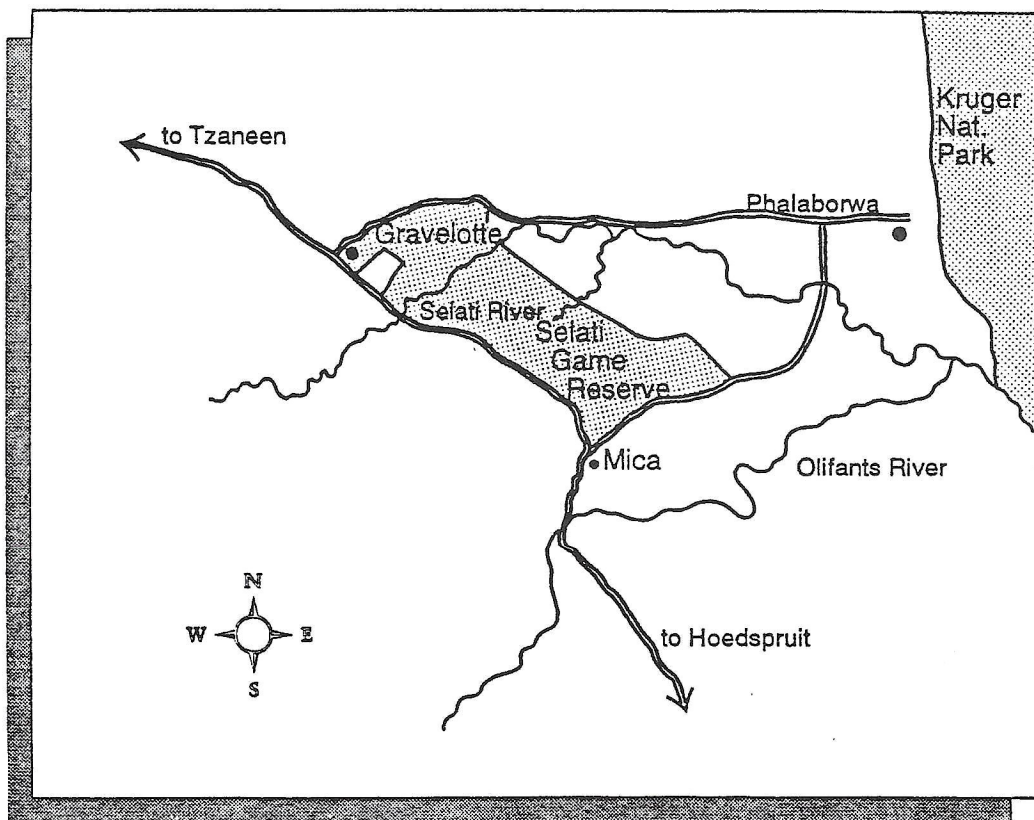 Kruger
Nat.
Park
to Tzaneen
Phalaborwa
Gravelotte
Selati River
Selati
Game
Reserve
Mica
Olifants River
N
W E
S
to Hoedspruit